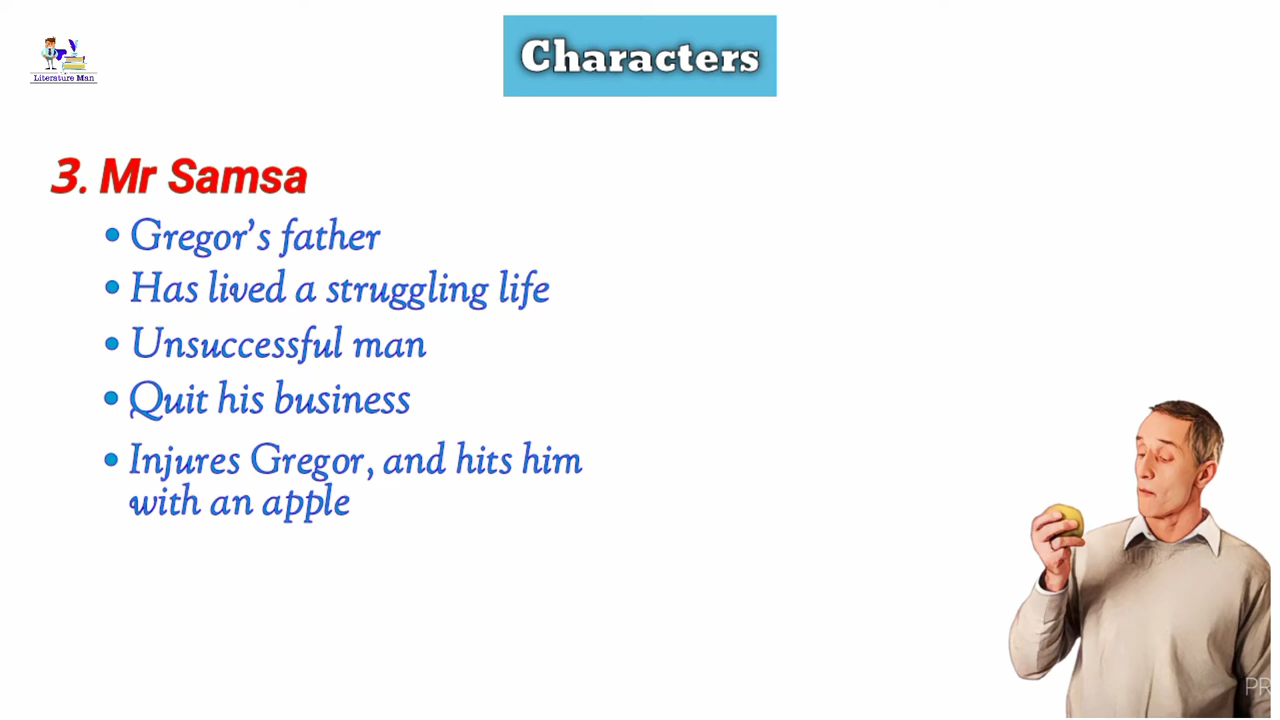 Characters
Literature Man
3. Mr Samsa
• Gregor's father
• Has lived a struggling life
• Unsuccessful man
• Quit his business
• Injures Gregor, and hits him
with an apple
PR